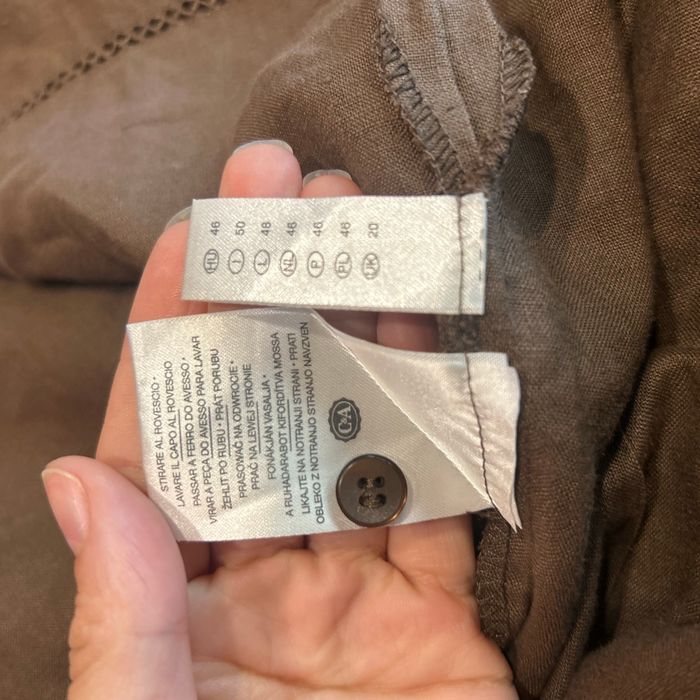 HU 46
I 50
L 46
NL 46
P 46
PL 46
UK 20
STIRARE AL ROVESCIO •
LAVARE IL CAPO AL ROVESCIO
PASSAR A FERRO DO AVESSO •
VIRAR A PEÇA DO AVESSO PARA LAVAR
ŽEHLIT PO RUBU • PRÁT PO RUBU
PRASOWAĆ NA ODWROCIE •
PRAĆ NA LEWEJ STRONIE
FONÁKJÁN VASALJA •
A RUHADARABOT KIFORDÍTVA MOSSA
LIKAJTE NA NOTRANJI STRANI • PRATI
OBLEKO Z NOTRANJO STRANJO NAVZVEN
C&A